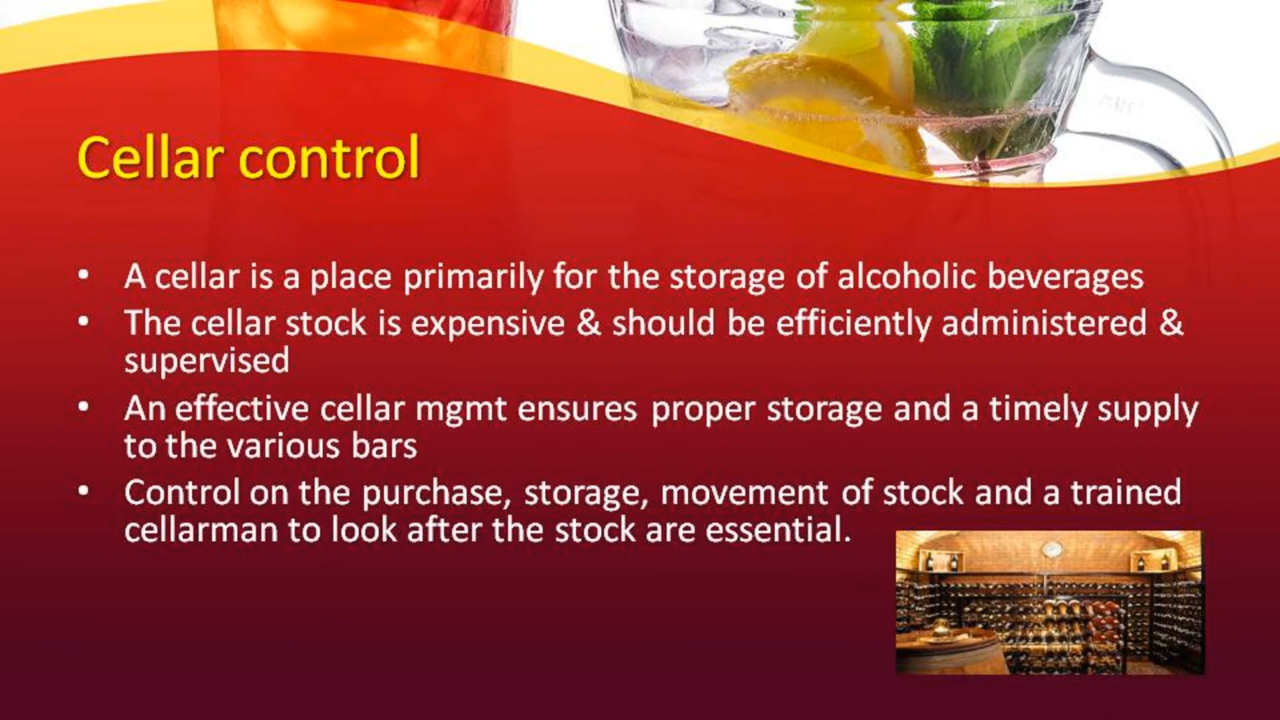 Cellar control
• A cellar is a place primarily for the storage of alcoholic beverages
• The cellar stock is expensive & should be efficiently administered &
supervised
• An effective cellar mgmt ensures proper storage and a timely supply
to the various bars
• Control on the purchase, storage, movement of stock and a trained
cellarman to look after the stock are essential.